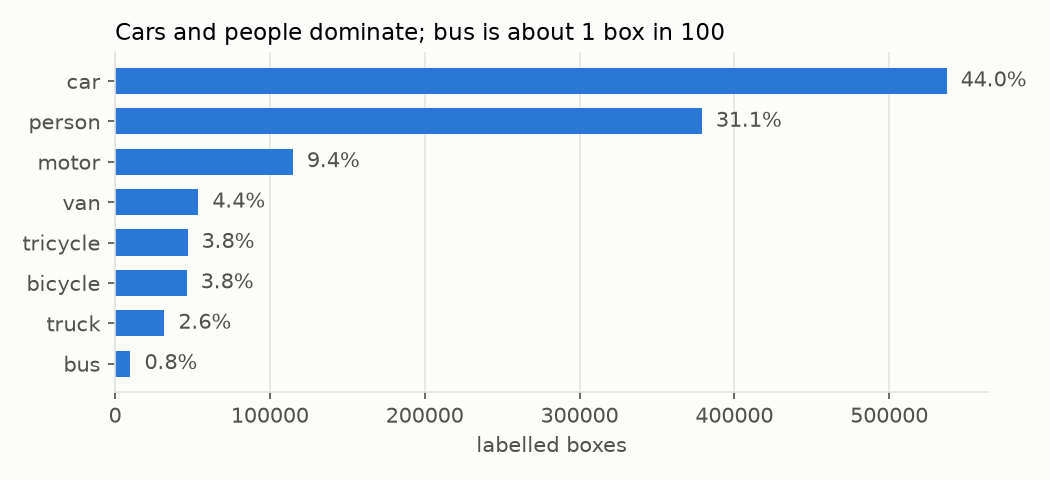 Cars and people dominate; bus is about 1 box in 100
car 44.0%
person 31.1%
motor 9.4%
van 4.4%
tricycle 3.8%
bicycle 3.8%
truck 2.6%
bus 0.8%
0 100000 200000 300000 400000 500000
labelled boxes